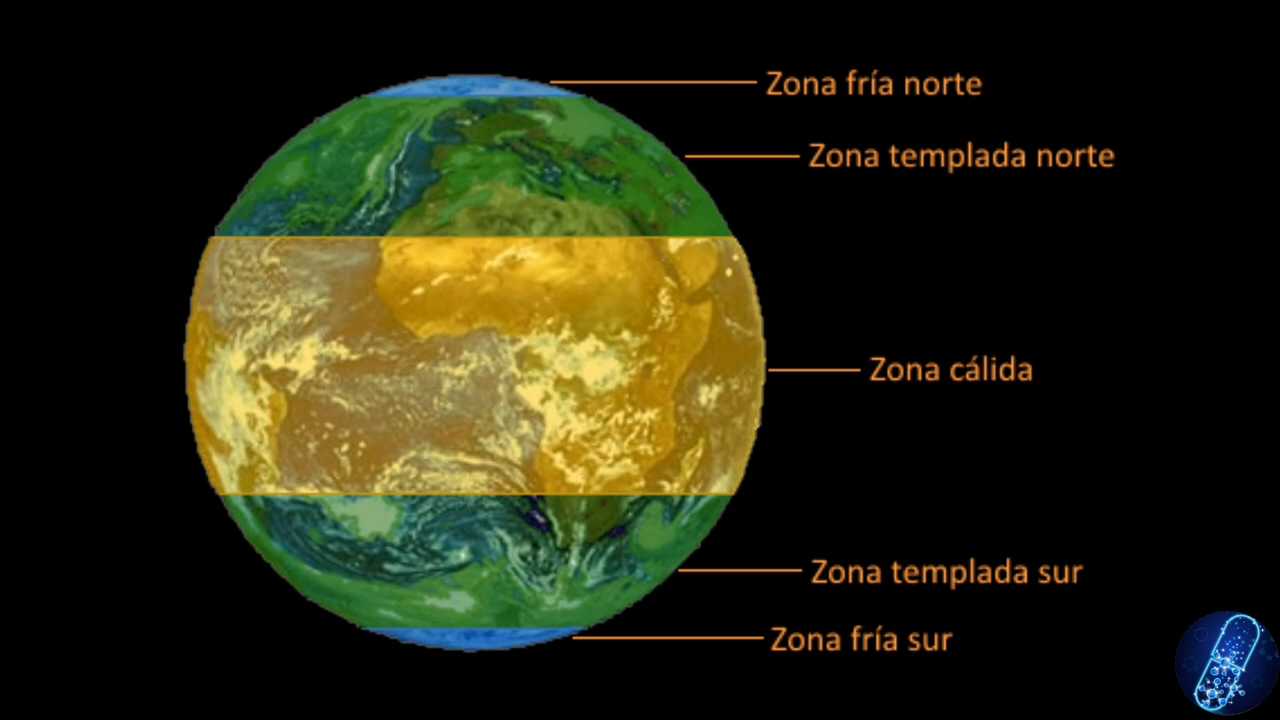 Zona fría norte
Zona templada norte
Zona cálida
Zona templada sur
Zona fría sur